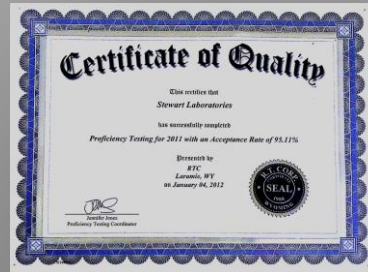 Certificate of Quality
This certifies that
Stewart Laboratories
has successfully completed
Proficiency Testing for 2011 with an Acceptance Rate of 95.11%
Presented by
RTC
Laramie, WY
on January 04, 2012
Jennifer Jones
Proficiency Testing Coordinator
R.T. CORP.
SEAL
WYOMING